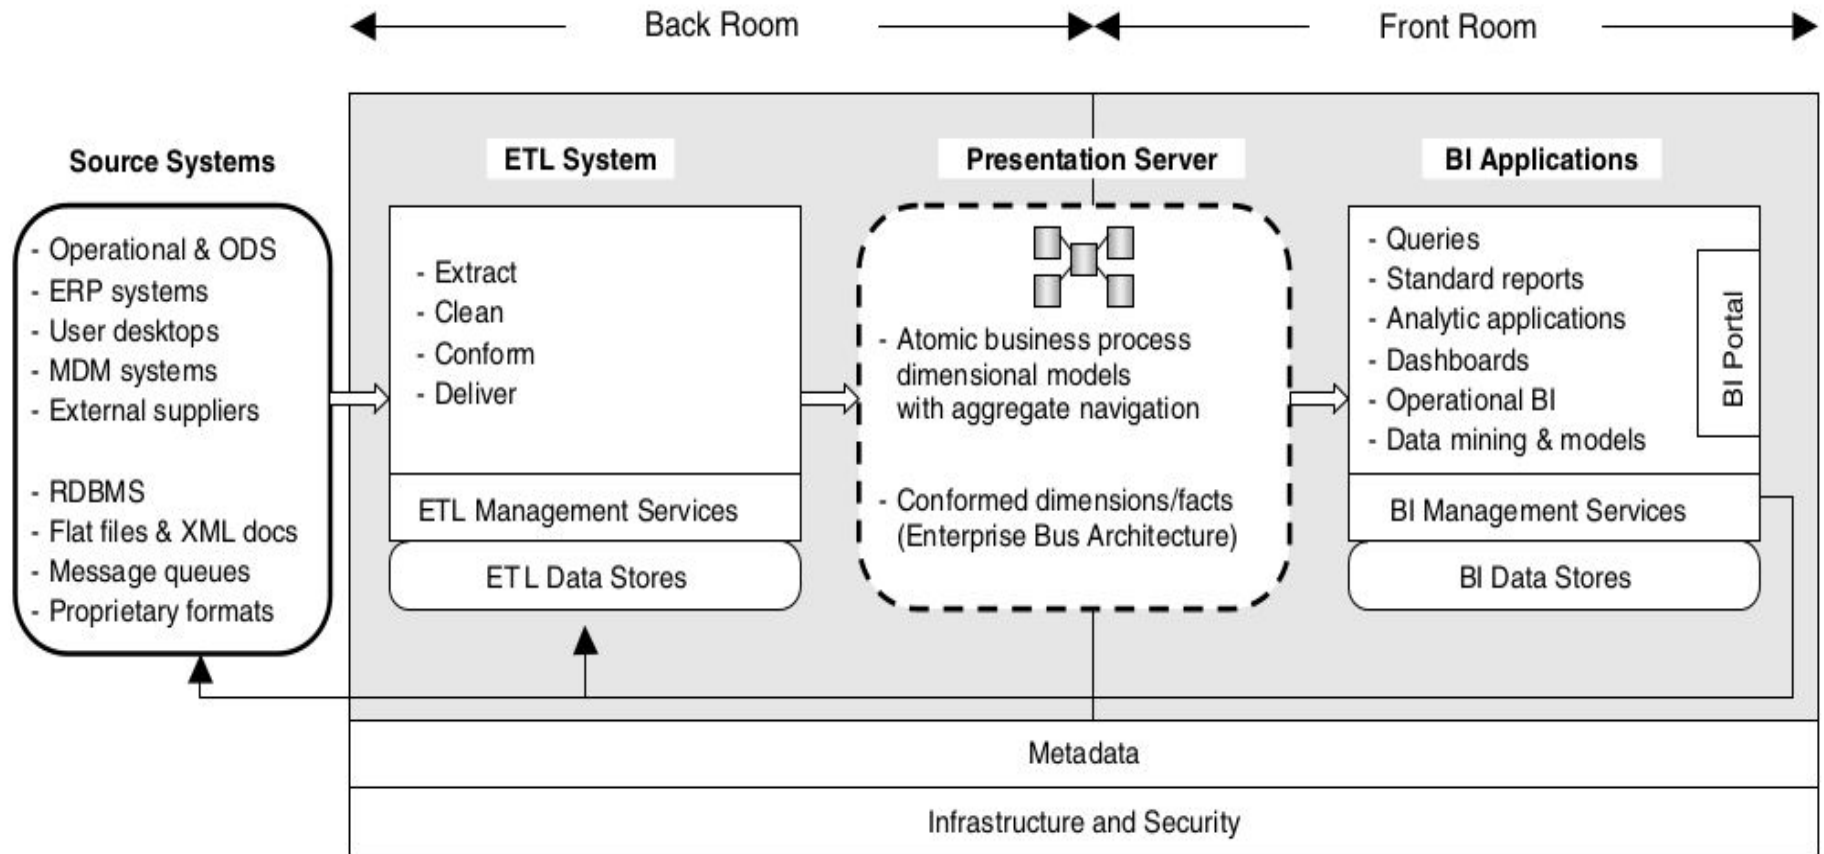 Back Room
Front Room
Source Systems
- Operational & ODS
- ERP systems
- User desktops
- MDM systems
- External suppliers
- RDBMS
- Flat files & XML docs
- Message queues
- Proprietary formats
ETL System
- Extract
- Clean
- Conform
- Deliver
ETL Management Services
ETL Data Stores
Presentation Server
- Atomic business process
dimensional models
with aggregate navigation
- Conformed dimensions/facts
(Enterprise Bus Architecture)
BI Applications
- Queries
- Standard reports
- Analytic applications
- Dashboards
- Operational BI
- Data mining & models
BI Portal
BI Management Services
BI Data Stores
Metadata
Infrastructure and Security